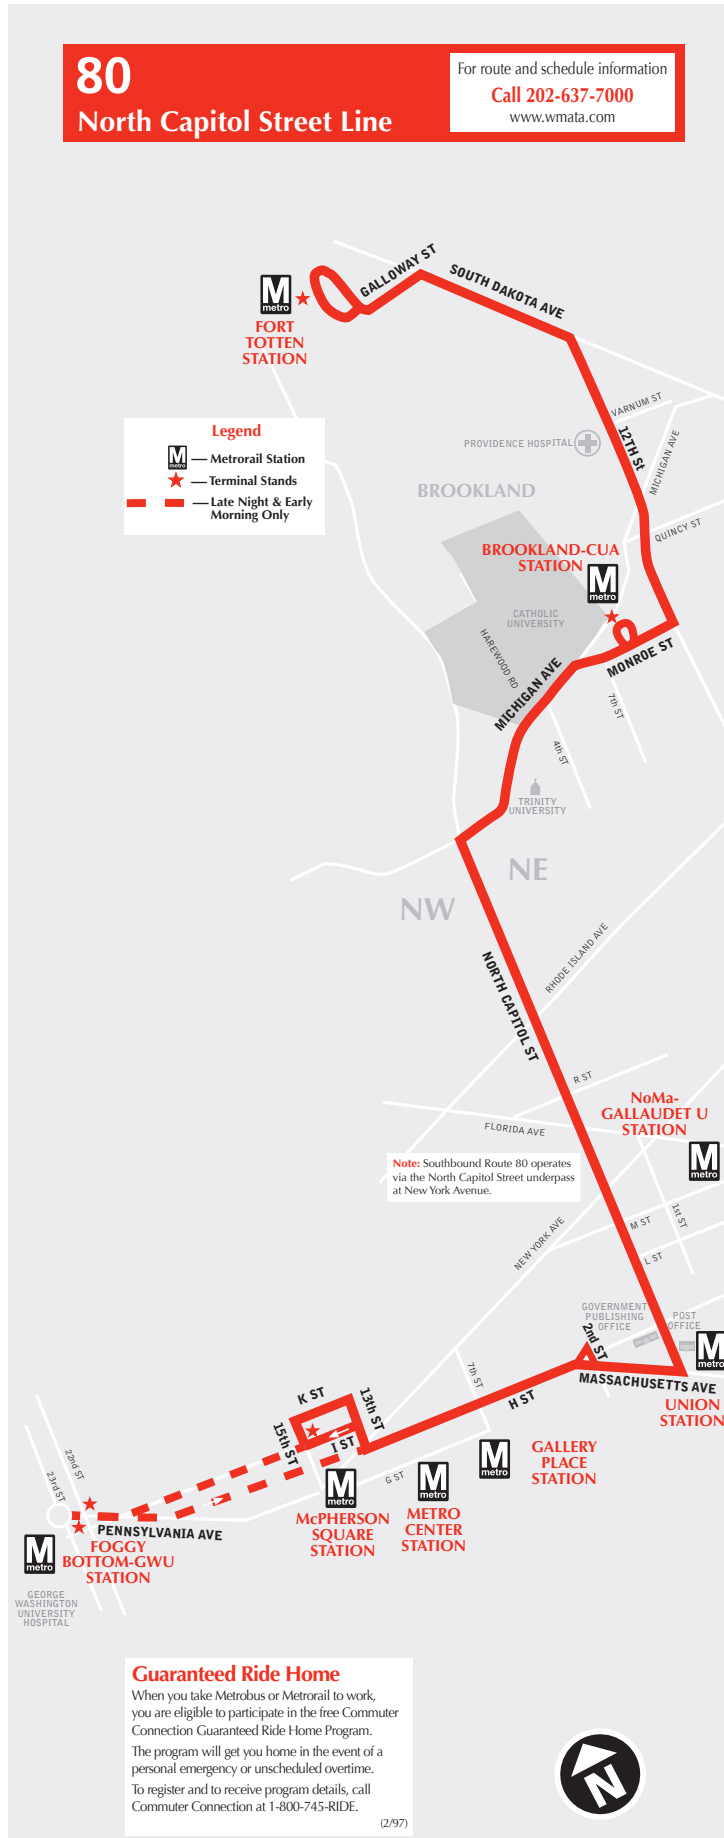 80
North Capitol Street Line
For route and schedule information
Call 202-637-7000
www.wmata.com
GALLOWAY ST
SOUTH DAKOTA AVE
M
metro
FORT
TOTTEN
STATION
VARNUM ST
12TH St
MICHIGAN AVE
PROVIDENCE HOSPITAL
Legend
M
metro
— Metrorail Station
— Terminal Stands
— Late Night & Early
Morning Only
BROOKLAND
QUINCY ST
BROOKLAND-CUA
STATION
M
metro
CATHOLIC
UNIVERSITY
HAREWOOD RD
MONROE ST
MICHIGAN AVE
7th ST
4th ST
TRINITY
UNIVERSITY
NE
NW
RHODE ISLAND AVE
NORTH CAPITOL ST
R ST
NoMa-
GALLAUDET U
STATION
M
metro
FLORIDA AVE
Note: Southbound Route 80 operates
via the North Capitol Street underpass
at New York Avenue.
NEW YORK AVE
M ST
1st ST
L ST
GOVERNMENT
PUBLISHING
OFFICE
POST
OFFICE
2nd ST
M
metro
MASSACHUSETTS AVE
UNION
STATION
7th ST
H ST
K ST
13th ST
15th ST
I ST
G ST
GALLERY
PLACE
STATION
M
metro
M
metro
METRO
CENTER
STATION
M
metro
McPHERSON
SQUARE
STATION
22nd ST
23rd ST
PENNSYLVANIA AVE
M
metro
FOGGY
BOTTOM-GWU
STATION
GEORGE
WASHINGTON
UNIVERSITY
HOSPITAL
Guaranteed Ride Home
When you take Metrobus or Metrorail to work,
you are eligible to participate in the free Commuter
Connection Guaranteed Ride Home Program.
The program will get you home in the event of a
personal emergency or unscheduled overtime.
To register and to receive program details, call
Commuter Connection at 1-800-745-RIDE.
(2/97)
N